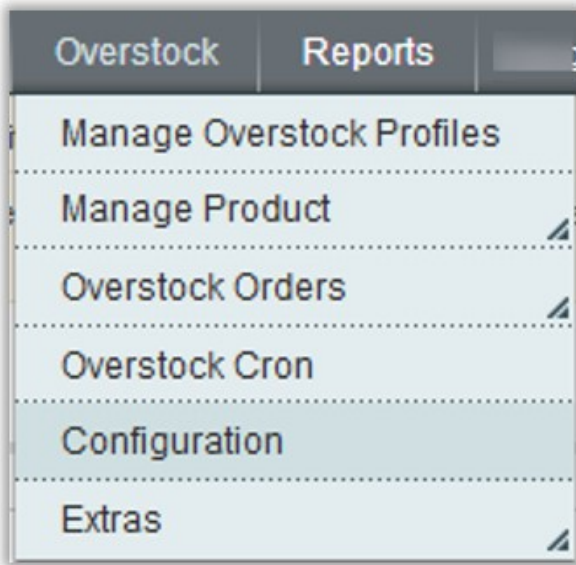 Overstock Reports
Manage Overstock Profiles
Manage Product
Overstock Orders
Overstock Cron
Configuration
Extras